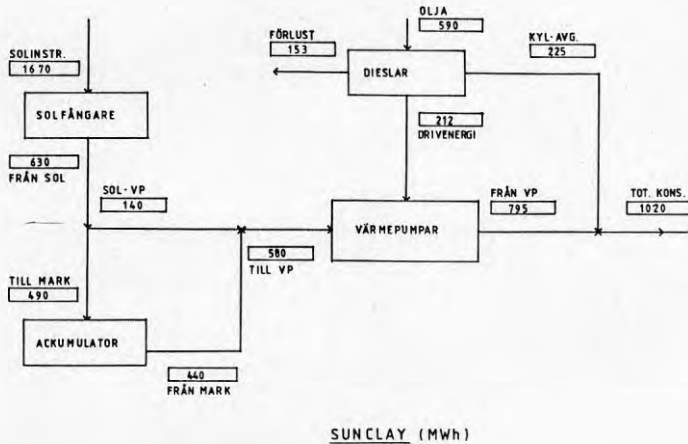 OLJA
590
FÖRLUST
153
KYL-AVG.
225
SOLINSTR.
1670
DIESLAR
SOLFÅNGARE
212
DRIVENERGI
630
FRÅN SOL
SOL-VP
140
FRÅN VP
795
TOT. KONS.
1020
VÄRMEPUMPAR
580
TILL VP
TILL MARK
490
ACKUMULATOR
440
FRÅN MARK
SUNCLAY (MWh)